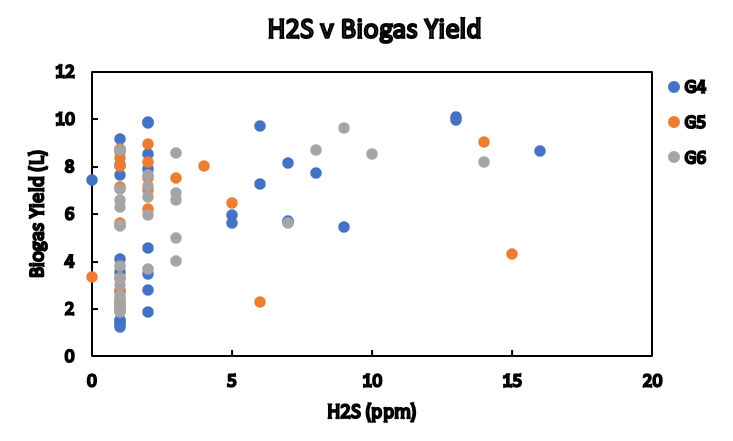 H2S v Biogas Yield
12
10
8
6
4
2
0
Biogas Yield (L)
0 5 10 15 20
H2S (ppm)
G4
G5
G6